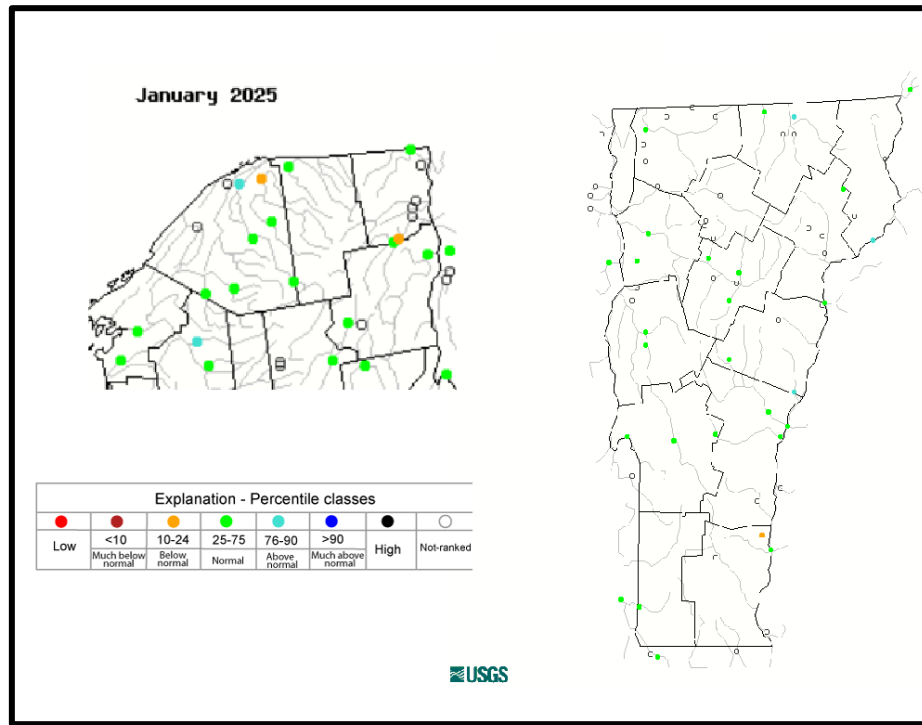 January 2025
Explanation - Percentile classes
Low
<10
10-24
25-75
76-90
>90
High
Not-ranked
Much below normal
Below normal
Normal
Above normal
Much above normal
USGS